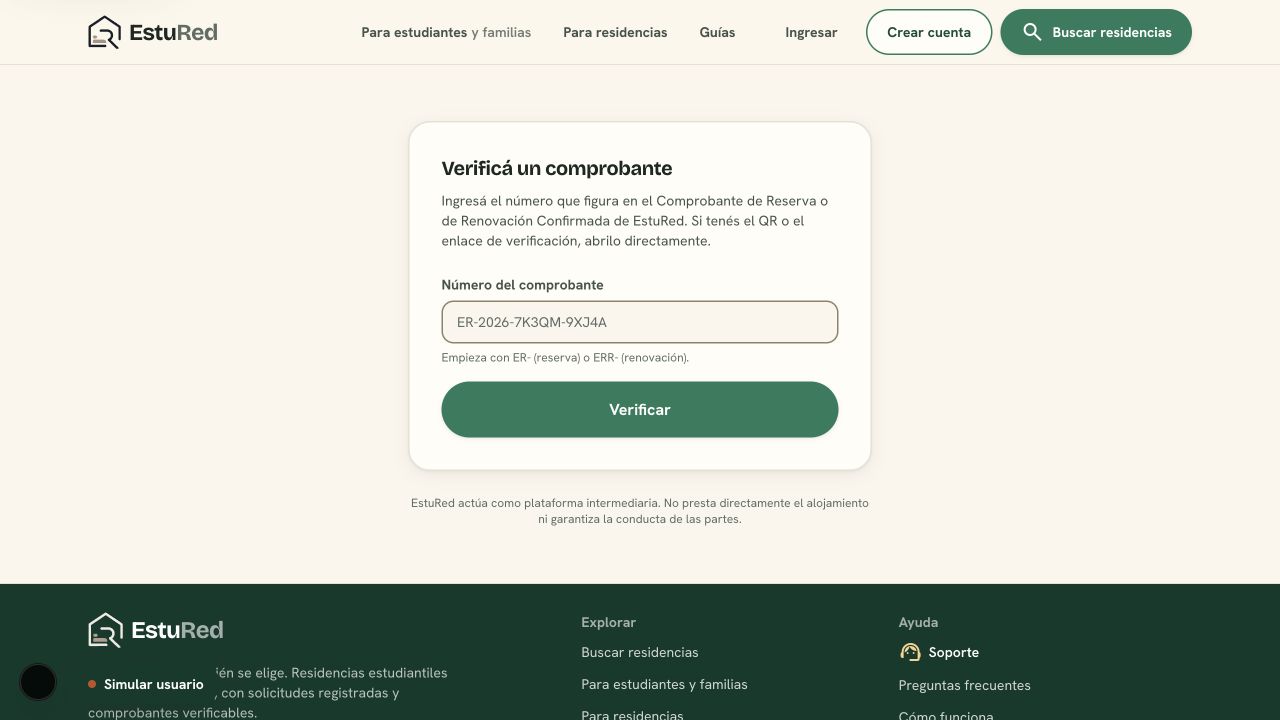 EstuRed
Para estudiantes y familias
Para residencias
Guías
Ingresar
Crear cuenta
Buscar residencias
Verificá un comprobante
Ingresá el número que figura en el Comprobante de Reserva o
de Renovación Confirmada de EstuRed. Si tenés el QR o el
enlace de verificación, abrilo directamente.
Número del comprobante
ER-2026-7K3QM-9XJ4A
Empieza con ER- (reserva) o ERR- (renovación).
Verificar
EstuRed actúa como plataforma intermediaria. No presta directamente el alojamiento
ni garantiza la conducta de las partes.
EstuRed
se elige. Residencias estudiantiles
Simular usuario
, con solicitudes registradas y
comprobantes verificables.
Explorar
Buscar residencias
Para estudiantes y familias
Para residencias
Ayuda
Soporte
Preguntas frecuentes
Cómo funciona